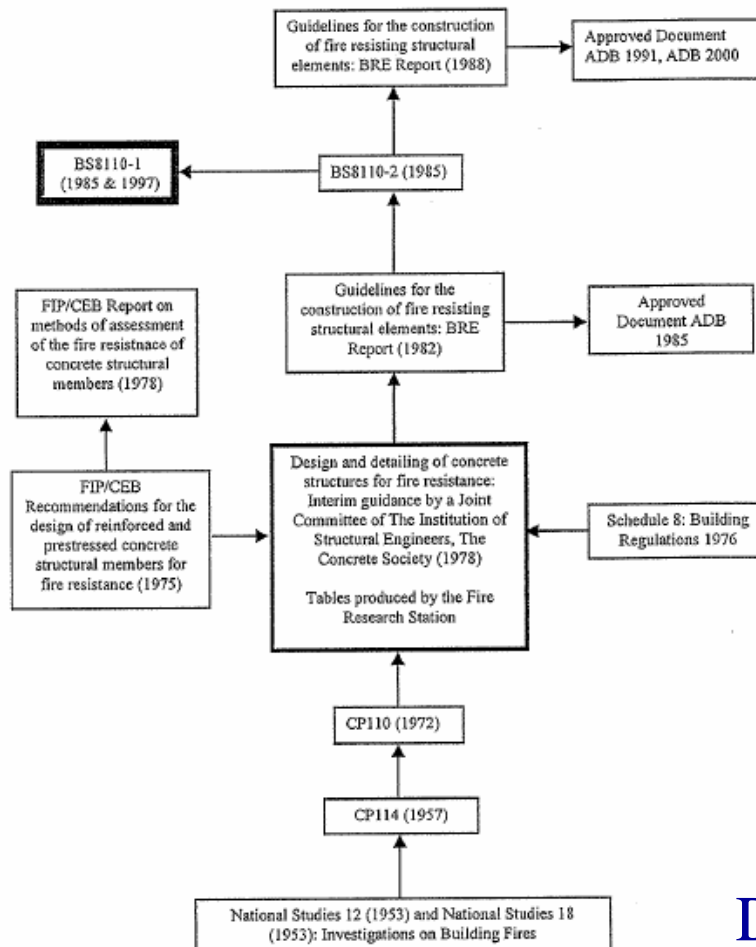 Guidelines for the construction
of fire resisting structural
elements: BRE Report (1988)
Approved Document
ADB 1991, ADB 2000
BS8110-1
(1985 & 1997)
BS8110-2 (1985)
FIP/CEB Report on
methods of assessment
of the fire resistnace of
concrete structural
members (1978)
Guidelines for the
construction of fire resisting
structural elements: BRE
Report (1982)
Approved
Document ADB
1985
FIP/CEB
Recommendations for the
design of reinforced and
prestressed concrete
structural members for
fire resistance (1975)
Design and detailing of concrete
structures for fire resistance:
Interim guidance by a Joint
Committee of The Institution of
Structural Engineers, The
Concrete Society (1978)
Tables produced by the Fire
Research Station
Schedule 8: Building
Regulations 1976
CP110 (1972)
CP114 (1957)
National Studies 12 (1953) and National Studies 18
(1953): Investigations on Building Fires